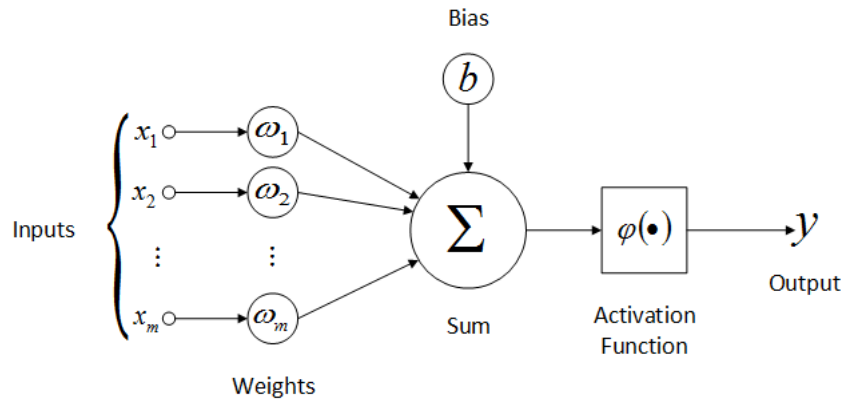 Bias
b
Inputs
x₁ ω₁
x₂ ω₂
⋮ ⋮
xₘ ωₘ
Weights
Σ
Sum
φ(•)
Activation
Function
y
Output